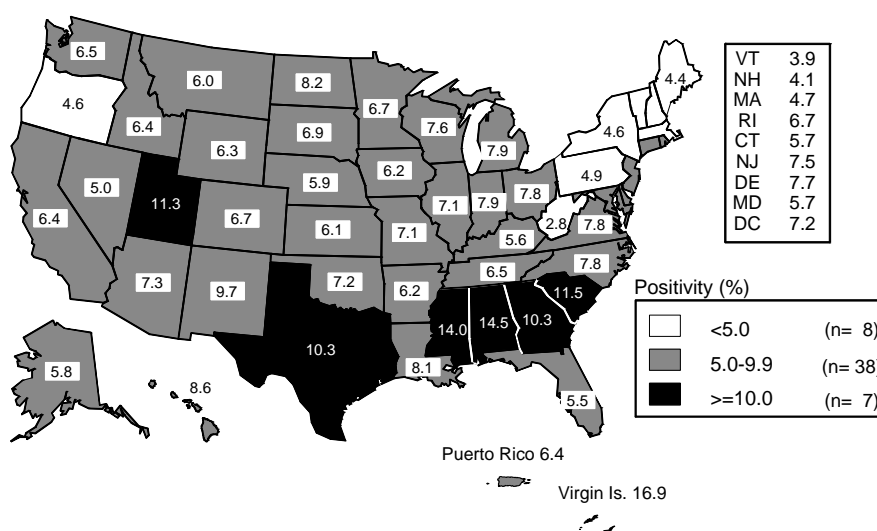 6.5
6.0
8.2
6.7
7.6
4.4
4.6
6.4
6.9
7.9
4.6
6.3
5.9
6.2
4.9
5.0
11.3
7.1
7.9
7.8
2.8
7.8
6.4
6.7
6.1
7.1
5.6
7.3
9.7
7.2
6.2
6.5
7.8
11.5
10.3
14.0
14.5
10.3
8.1
5.5
5.8
8.6
VT 3.9
NH 4.1
MA 4.7
RI 6.7
CT 5.7
NJ 7.5
DE 7.7
MD 5.7
DC 7.2
Positivity (%)
<5.0 (n= 8)
5.0-9.9 (n= 38)
>=10.0 (n= 7)
Puerto Rico 6.4
Virgin Is. 16.9